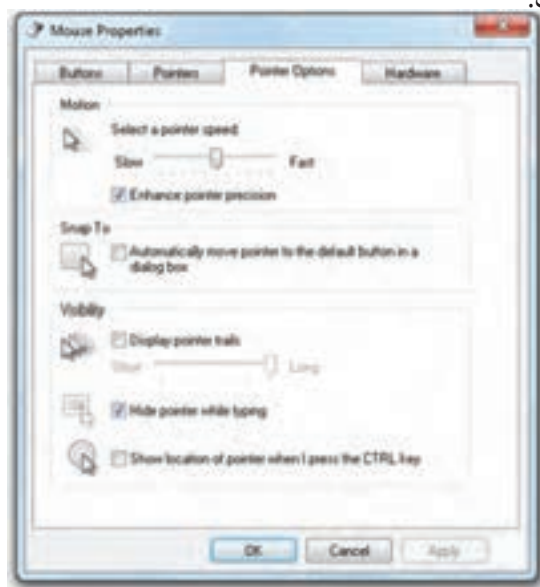 Mouse Properties
Buttons Pointers Pointer Options Hardware
Motion
Select a pointer speed:
Slow Fast
Enhance pointer precision
Snap To
Automatically move pointer to the default button in a
dialog box
Visibility
Display pointer trails
Short Long
Hide pointer while typing
Show location of pointer when I press the CTRL key
OK Cancel Apply